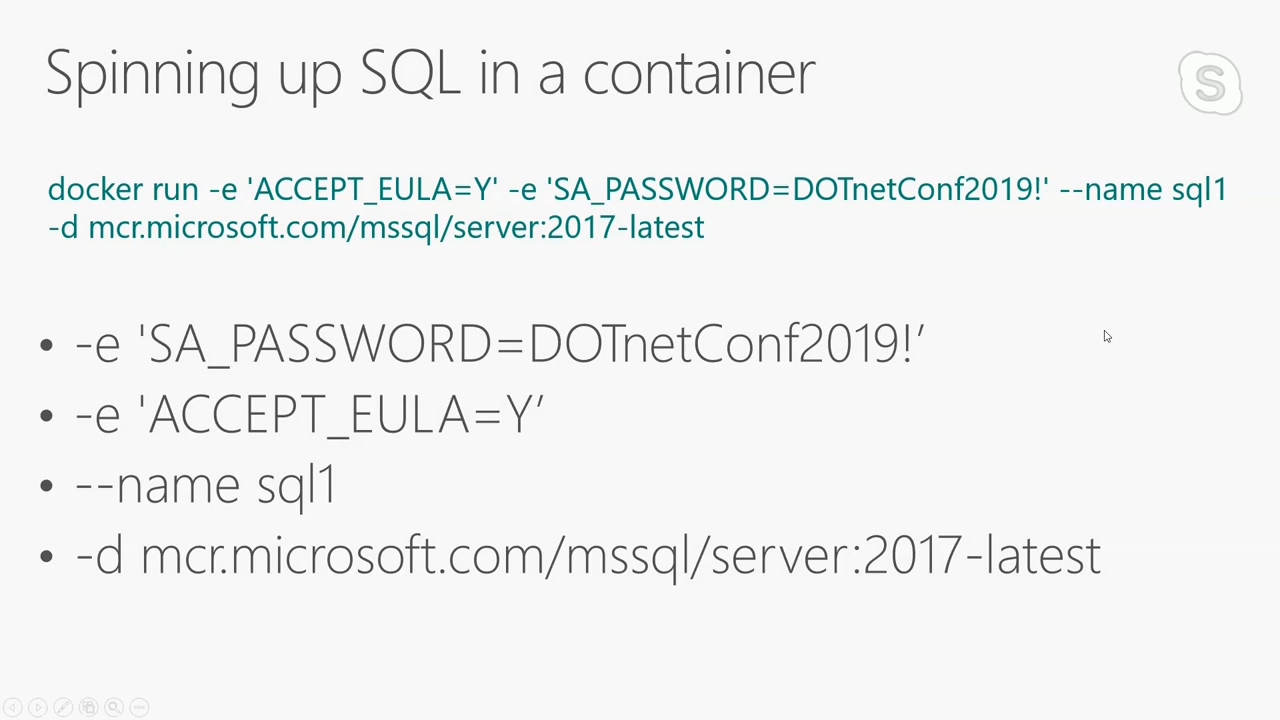 Spinning up SQL in a container
S
docker run -e 'ACCEPT_EULA=Y' -e 'SA_PASSWORD=DOTnetConf2019!' --name sql1
-d mcr.microsoft.com/mssql/server:2017-latest
• -e 'SA_PASSWORD=DOTnetConf2019!’
• -e 'ACCEPT_EULA=Y’
• --name sql1
• -d mcr.microsoft.com/mssql/server:2017-latest